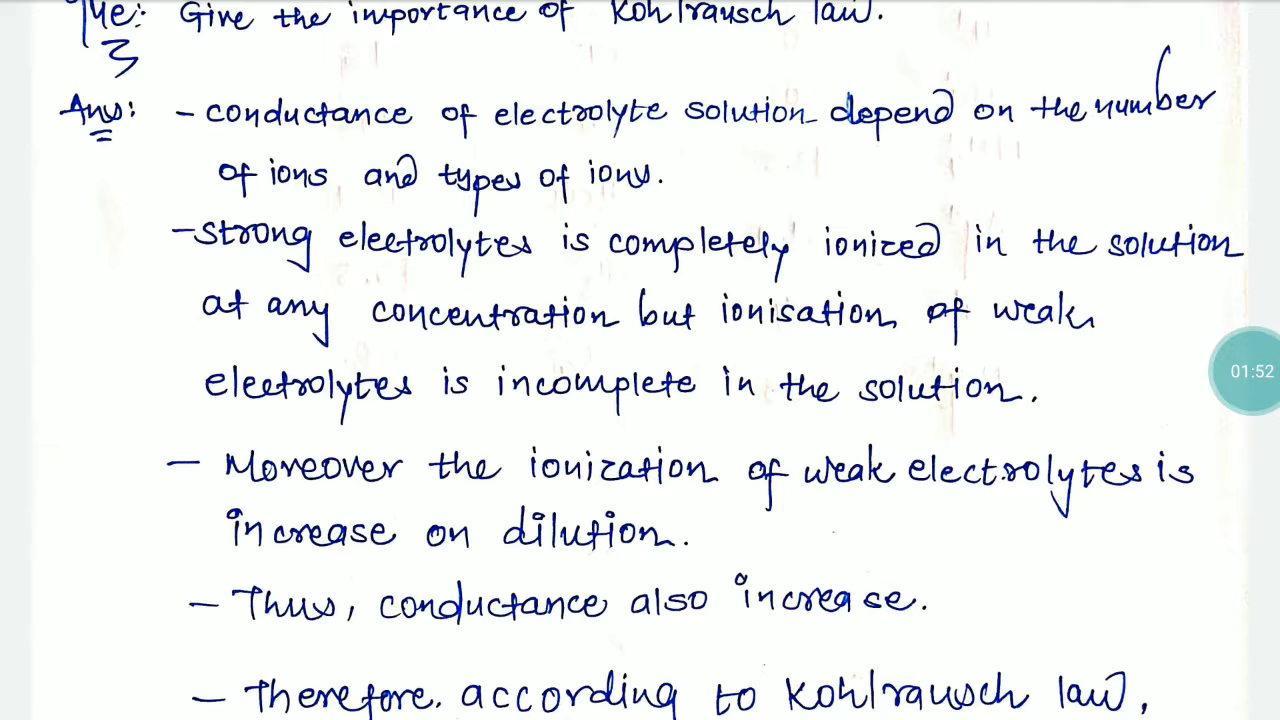 Que: Give the importance of Kohlrausch law.
3
Ans: - conductance of electrolyte solution depend on the number
of ions and types of ions.
- strong electrolytes is completely ionized in the solution
at any concentration but ionisation of weak
electrolytes is incomplete in the solution.
- Moreover the ionization of weak electrolytes is
increase on dilution.
- Thus, conductance also increase.
- Therefore. according to Kohlrausch law,
01:52